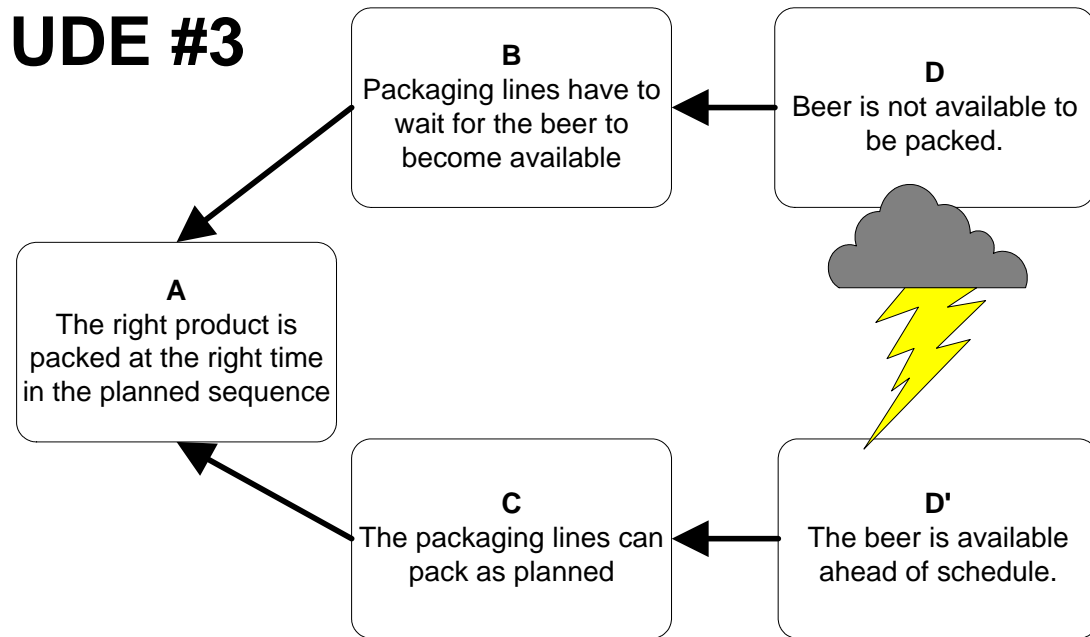 UDE #3
B
Packaging lines have to
wait for the beer to
become available
D
Beer is not available to
be packed.
A
The right product is
packed at the right time
in the planned sequence
C
The packaging lines can
pack as planned
D'
The beer is available
ahead of schedule.